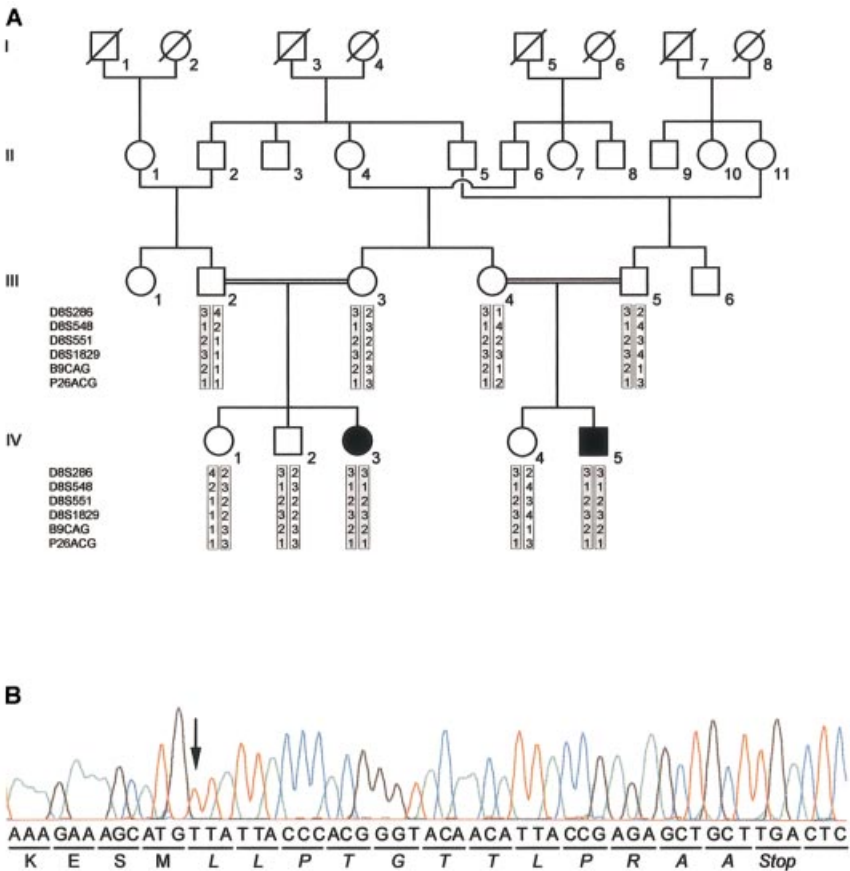 A
I
1 2 3 4 5 6 7 8
II
1 2 3 4 5 6 7 8 9 10 11
III
1 2 3 4 5 6
D8S286 3 4 3 2 3 1 3 2
D8S548 1 2 1 3 1 4 1 4
D8S551 2 1 2 2 2 2 2 3
D8S1829 3 1 3 2 3 3 3 4
B9CAG 2 1 2 3 2 1 2 1
P26ACG 1 1 1 3 1 2 1 3
IV
1 2 3 4 5
D8S286 4 2 3 2 3 3 3 2 3 3
D8S548 2 3 1 3 1 1 1 4 1 1
D8S551 1 2 2 2 2 2 2 3 2 2
D8S1829 1 2 3 2 3 3 3 4 3 3
B9CAG 1 3 2 3 2 2 2 1 2 2
P26ACG 1 3 1 3 1 1 1 3 1 1
B
AAA GAA AGC ATG TTA TTA CCC ACG GGT ACA ACA TTA CCG AGA GCT GCT TGA CTC
K E S M L L P T G T T L P R A A Stop